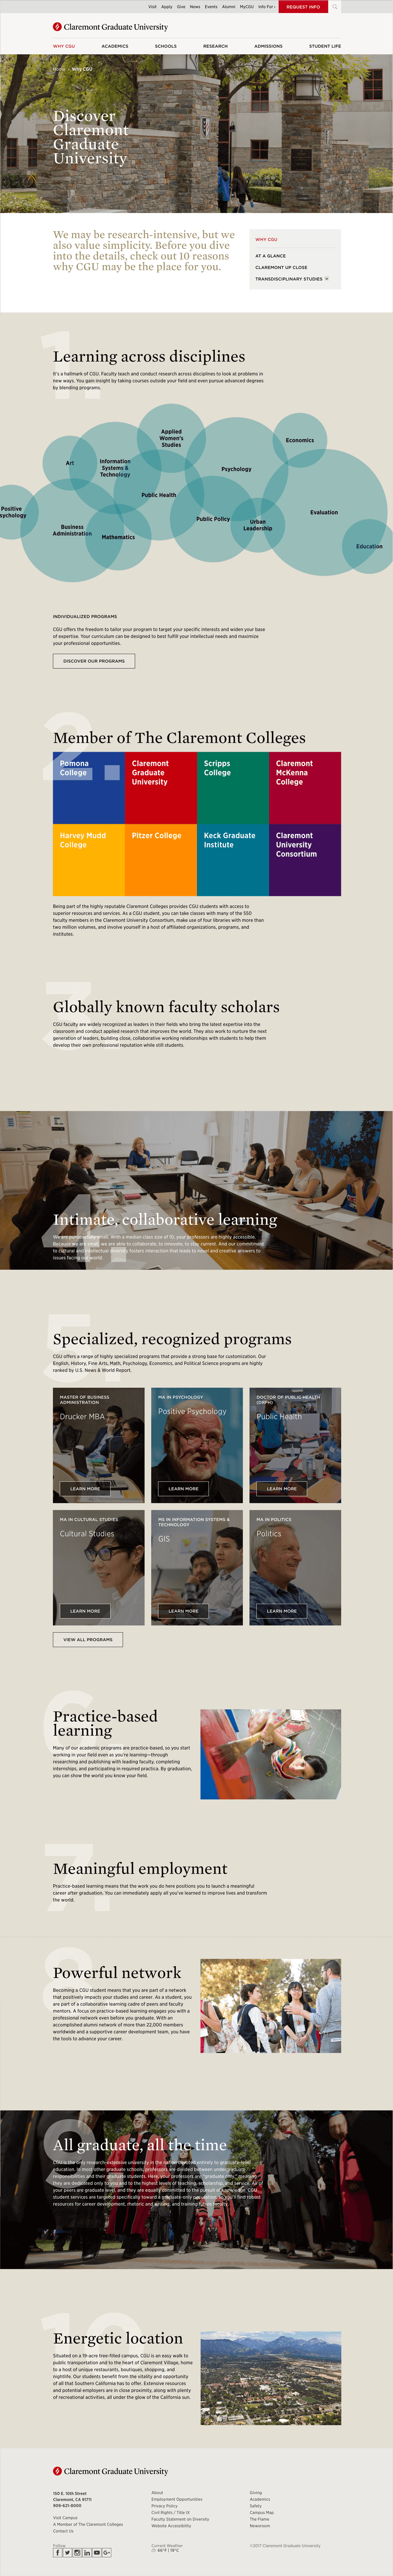 Visit Apply Give News Events Alumni MyCGU Info For REQUEST INFO
Claremont Graduate University
WHY CGU ACADEMICS SCHOOLS RESEARCH ADMISSIONS STUDENT LIFE
Home Why CGU
Discover
Claremont
Graduate
University
We may be research-intensive, but we
also value simplicity. Before you dive
into the details, check out 10 reasons
why CGU may be the place for you.
WHY CGU
AT A GLANCE
CLAREMONT UP CLOSE
TRANSDISCIPLINARY STUDIES
1.
Learning across disciplines
It's a hallmark of CGU. Faculty teach and conduct research across disciplines to look at problems in
new ways. You gain insight by taking courses outside your field and even pursue advanced degrees
by blending programs.
Applied
Women's
Studies
Economics
Art
Information
Systems &
Technology
Psychology
Public Health
Positive
sychology
Evaluation
Public Policy
Urban
Leadership
Business
Administration
Mathematics
Education
INDIVIDUALIZED PROGRAMS
CGU offers the freedom to tailor your program to target your specific interests and widen your base
of expertise. Your curriculum can be designed to best fulfill your intellectual needs and maximize
your professional opportunities.
DISCOVER OUR PROGRAMS
2.
Member of The Claremont Colleges
Pomona
College
Claremont
Graduate
University
Scripps
College
Claremont
McKenna
College
Harvey Mudd
College
Pitzer College
Keck Graduate
Institute
Claremont
University
Consortium
Being part of the highly reputable Claremont Colleges provides CGU students with access to
superior resources and services. As a CGU student, you can take classes with many of the 550
faculty members in the Claremont Community, make use of four libraries with more than
two million volumes, and involve yourself in a host of affiliated organizations, programs, and
institutes.
3.
Globally known faculty scholars
CGU faculty are widely recognized as leaders in their fields who bring the latest expertise into the
classroom and conduct applied research that improves the world. They also work to nurture the next
generation of leaders, building close, collaborative working relationships with students to help them
develop their own professional reputation while still students.
Intimate, collaborative learning
We are purposefully small. With a median class size of 10, your professors are highly accessible.
Because we are small, we are able to collaborate, to innovate, to stay current. And our commitment
to cultural and intellectual diversity fosters interaction that leads to novel and creative answers to
issues facing our world.
5.
Specialized, recognized programs
CGU offers a range of highly specialized programs that provide a strong base for customization. Our
English, History, Fine Arts, Math, Psychology, Economics, and Political Science programs are highly
ranked by U.S. News & World Report.
MASTER OF BUSINESS
ADMINISTRATION
Drucker MBA
LEARN MORE
MA IN PSYCHOLOGY
Positive Psychology
LEARN MORE
DOCTOR OF PUBLIC HEALTH
(DRPH)
Public Health
LEARN MORE
MA IN CULTURAL STUDIES
Cultural Studies
LEARN MORE
MS IN INFORMATION SYSTEMS &
TECHNOLOGY
GIS
LEARN MORE
MA IN POLITICS
Politics
LEARN MORE
VIEW ALL PROGRAMS
6.
Practice-based
learning
Many of our academic programs are practice-based, so you start
working in your field even as you're learning—through
researching and publishing with leading faculty, completing
internships, and participating in required practica. By graduation,
you can show the world you know your field.
7.
Meaningful employment
Practice-based learning means that the work you do here positions you to launch a meaningful
career after graduation. You can immediately apply all you've learned to improve lives and transform
the world.
8.
Powerful network
Becoming a CGU student means that you are part of a network
that positively impacts your studies and career. As a student, you
are part of a collaborative learning cadre of peers and faculty
mentors. A focus on practice-based learning engages you with a
professional network even before you graduate. With an
accomplished alumni network of more than 22,000 members
worldwide and a supportive career development team, you have
the tools to advance your career.
9.
All graduate, all the time
CGU is the only research-extensive university in the nation devoted entirely to graduate-level
education. In most other graduate schools, professors are divided between undergraduate
responsibilities and their graduate students. Here, your professors are "graduate only," meaning
they are dedicated only to you and to the highest levels of teaching, scholarship, and service. All of
your peers are graduate level, and they are equally committed to the pursuit of knowledge. CGU
student services are targeted specifically toward a graduate-only population, so you'll find robust
resources for career development, rhetoric and writing, and training future faculty.
10.
Energetic location
Situated on a 19-acre tree-filled campus, CGU is an easy walk to
public transportation and to the heart of Claremont Village, home
to a host of unique restaurants, boutiques, shopping, and
nightlife. Our students benefit from the vitality and opportunity
of all that Southern California has to offer. Extensive resources
and potential employers are in close proximity, along with plenty
of recreational activities, all under the glow of the California sun.
Claremont Graduate University
150 E. 10th Street
Claremont, CA 91711
909-621-8000
Visit Campus
A Member of The Claremont Colleges
Contact Us
About
Employment Opportunities
Privacy Policy
Civil Rights / Title IX
Faculty Statement on Diversity
Website Accessibility
Giving
Academics
Safety
Campus Map
The Flame
Newsroom
Follow
Current Weather
66°F | 19°C
©2017 Claremont Graduate University